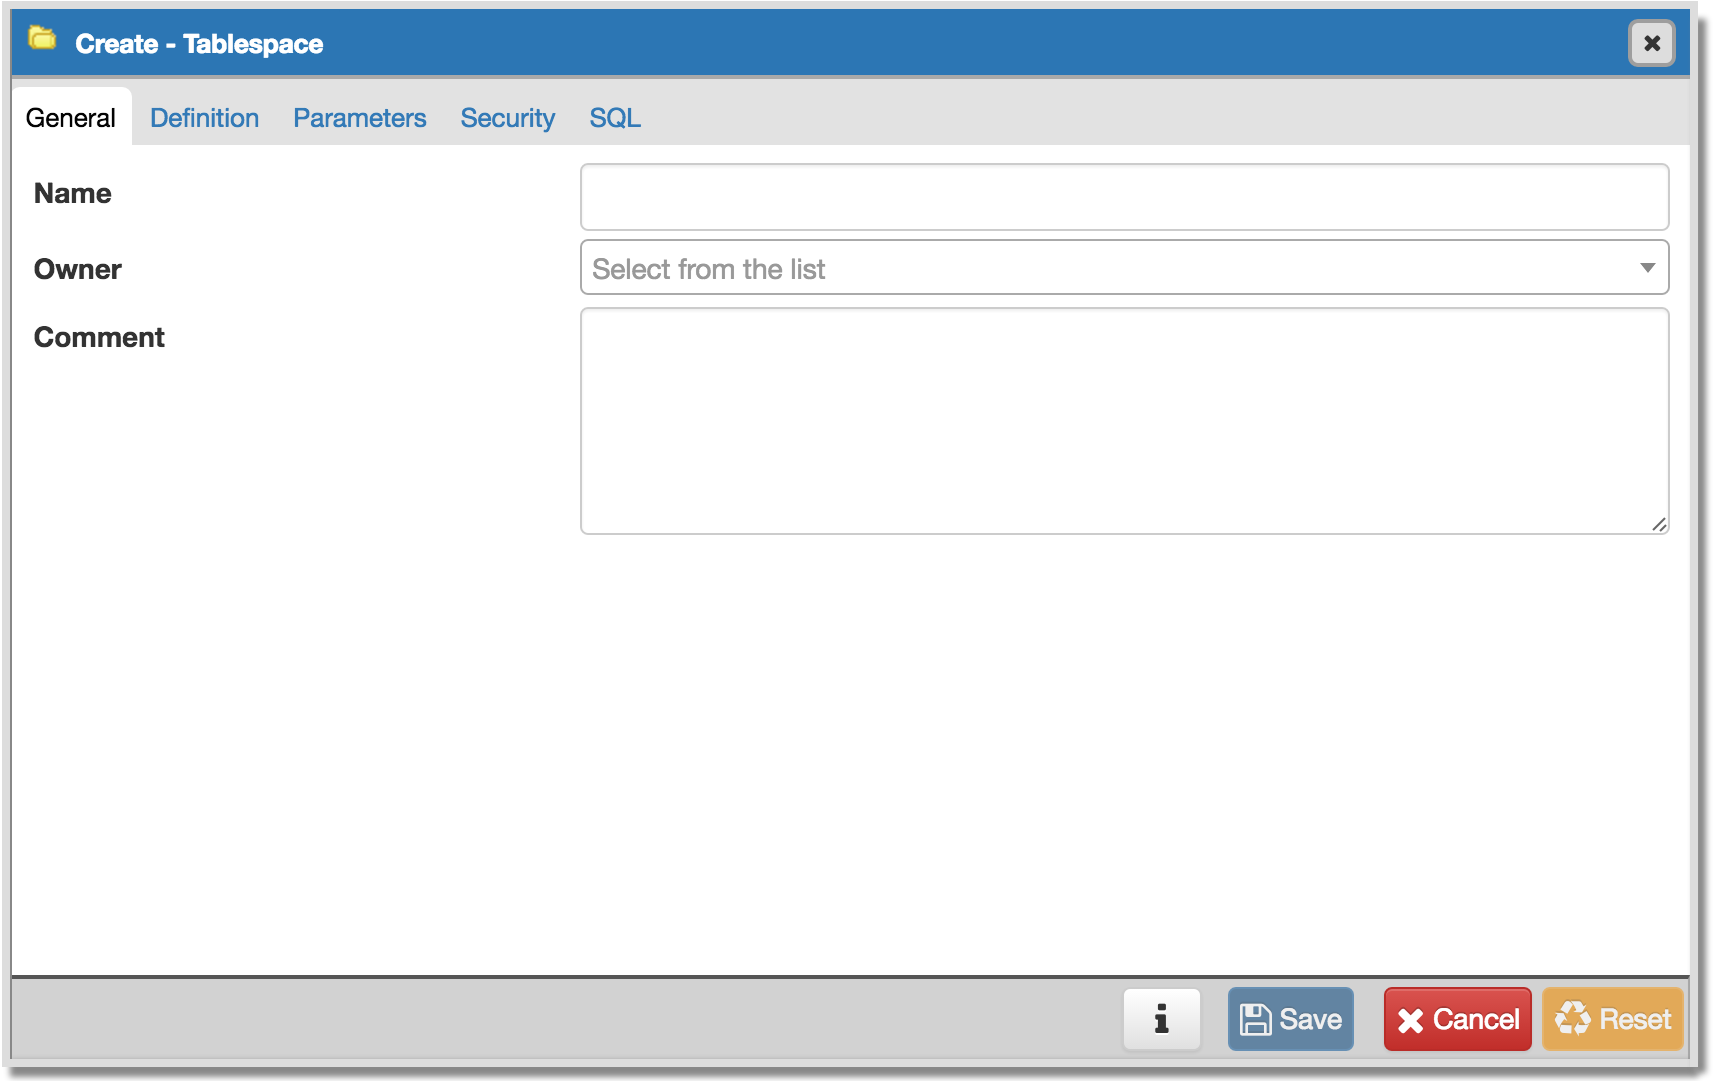 Create - Tablespace
General Definition Parameters Security SQL
Name
Owner Select from the list
Comment
i Save Cancel Reset